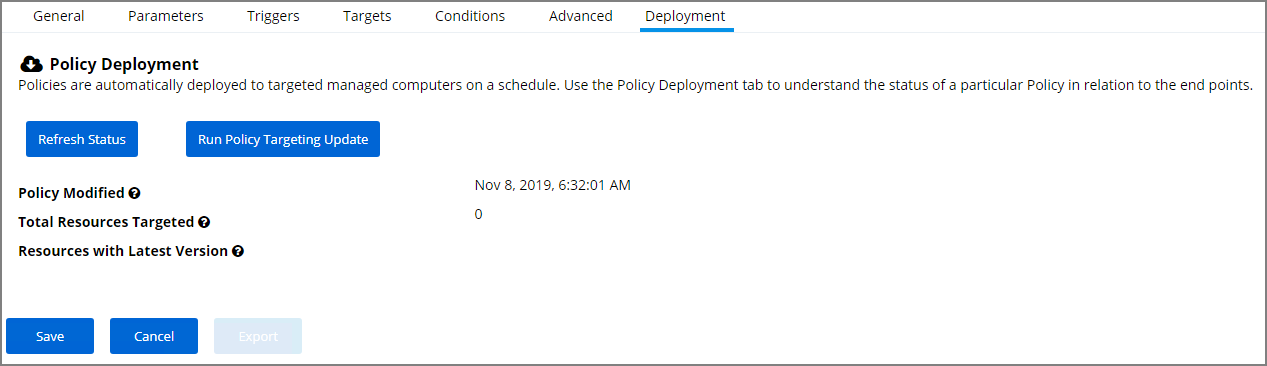 General Parameters Triggers Targets Conditions Advanced Deployment
Policy Deployment
Policies are automatically deployed to targeted managed computers on a schedule. Use the Policy Deployment tab to understand the status of a particular Policy in relation to the end points.
Refresh Status Run Policy Targeting Update
Policy Modified Nov 8, 2019, 6:32:01 AM
Total Resources Targeted 0
Resources with Latest Version
Save Cancel Export